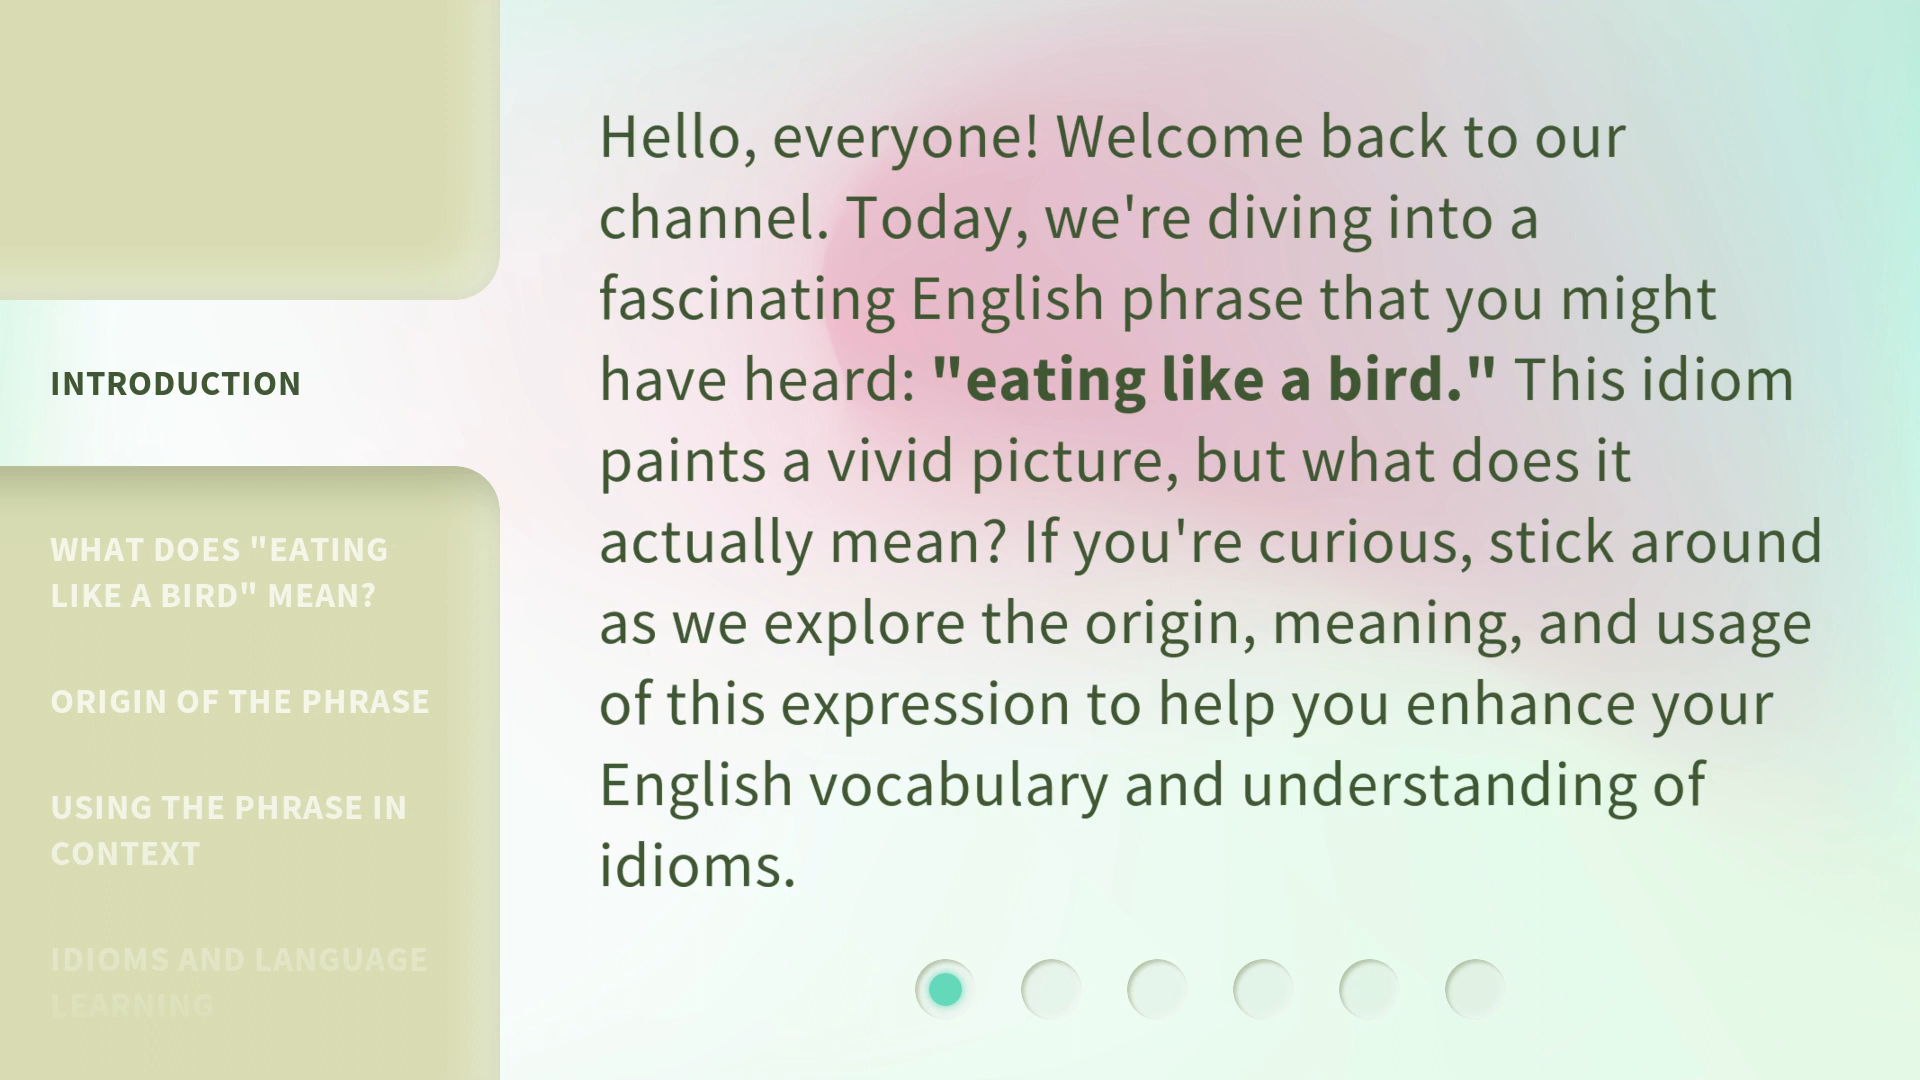 INTRODUCTION
WHAT DOES "EATING
LIKE A BIRD" MEAN?
ORIGIN OF THE PHRASE
USING THE PHRASE IN
CONTEXT
IDIOMS AND LANGUAGE
LEARNING
Hello, everyone! Welcome back to our
channel. Today, we're diving into a
fascinating English phrase that you might
have heard: "eating like a bird." This idiom
paints a vivid picture, but what does it
actually mean? If you're curious, stick around
as we explore the origin, meaning, and usage
of this expression to help you enhance your
English vocabulary and understanding of
idioms.